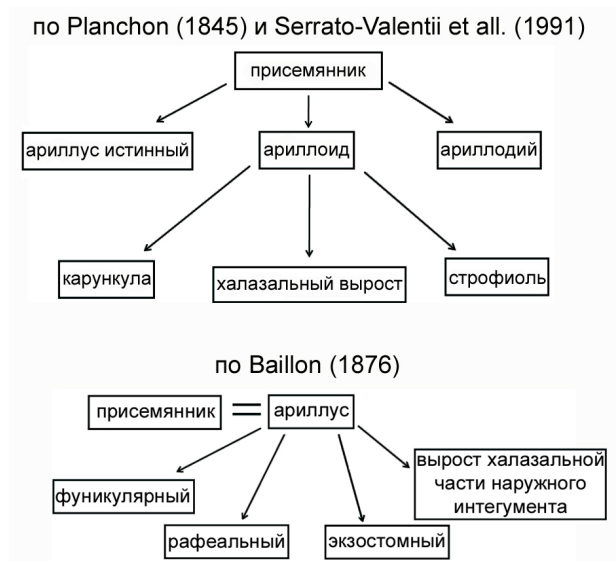 по Planchon (1845) и Serrato-Valentii et all. (1991)
присемянник
ариллус истинный
ариллоид
ариллодий
карункула
халазальный вырост
строфиоль
по Baillon (1876)
присемянник = ариллус
фуникулярный
рафеальный
экзостомный
вырост халазальной
части наружного
интегумента